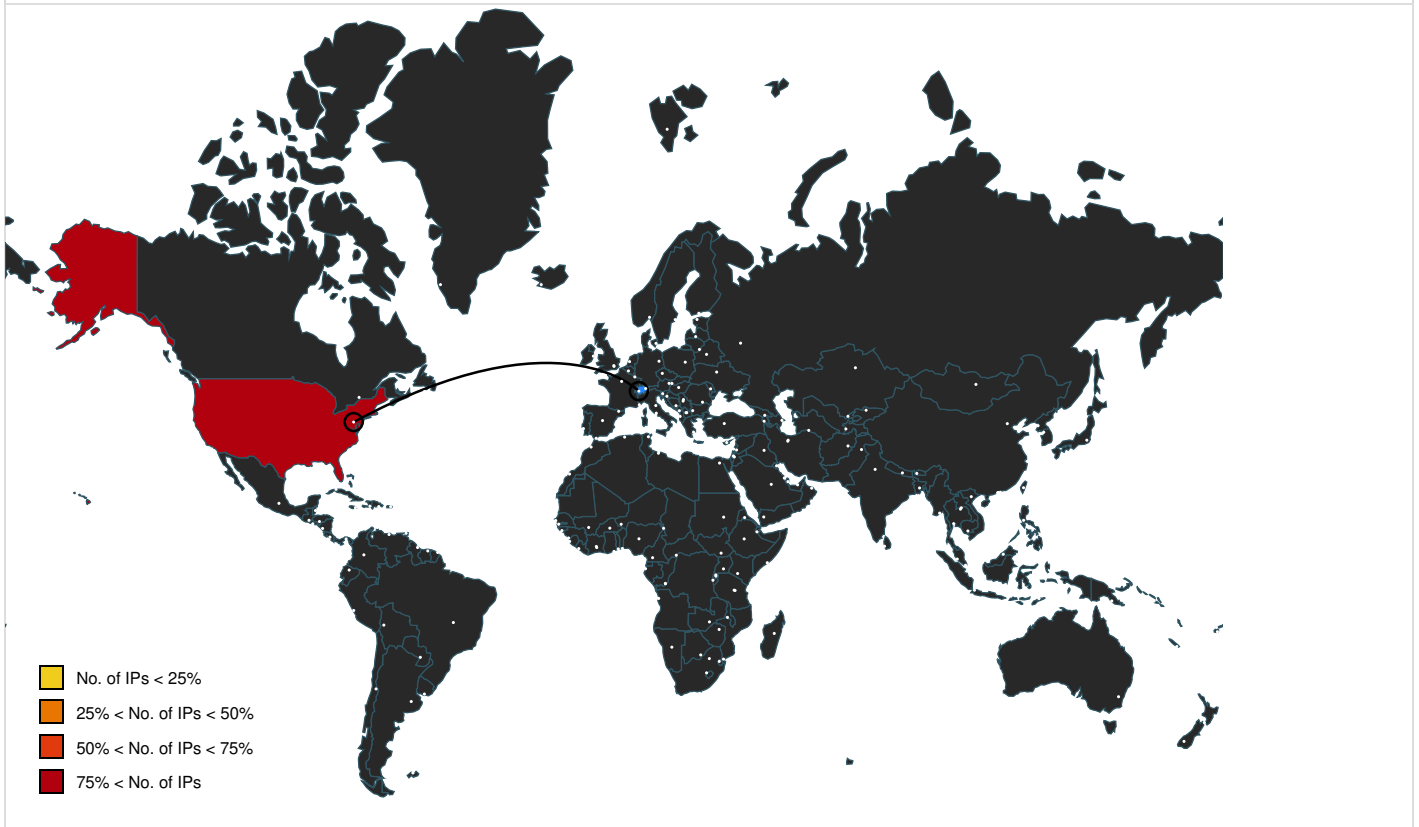 No. of IPs < 25%
25% < No. of IPs < 50%
50% < No. of IPs < 75%
75% < No. of IPs